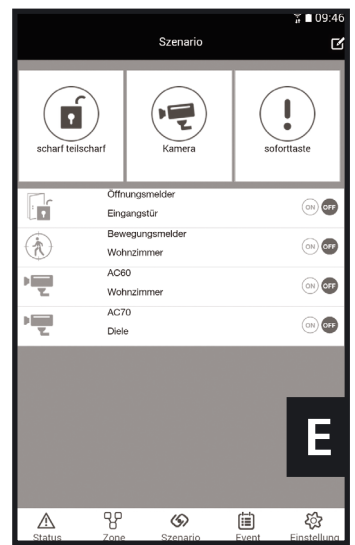 09:46
Szenario
scharf teilscharf
Kamera
soforttaste
Öffnungsmelder
Eingangstür
ON OFF
Bewegungsmelder
Wohnzimmer
ON OFF
AC60
Wohnzimmer
ON OFF
AC70
Diele
ON OFF
E
Status Zone Szenario Event Einstellung